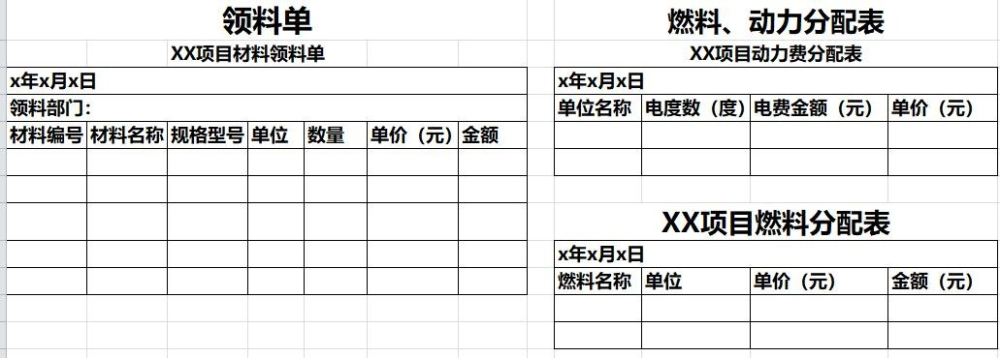 领料单
XX项目材料领料单
x年x月x日
领料部门：
材料编号 材料名称 规格型号 单位 数量 单价（元） 金额
燃料、动力分配表
XX项目动力费分配表
x年x月x日
单位名称 电度数（度） 电费金额（元） 单价（元）
XX项目燃料分配表
x年x月x日
燃料名称 单位 单价（元） 金额（元）